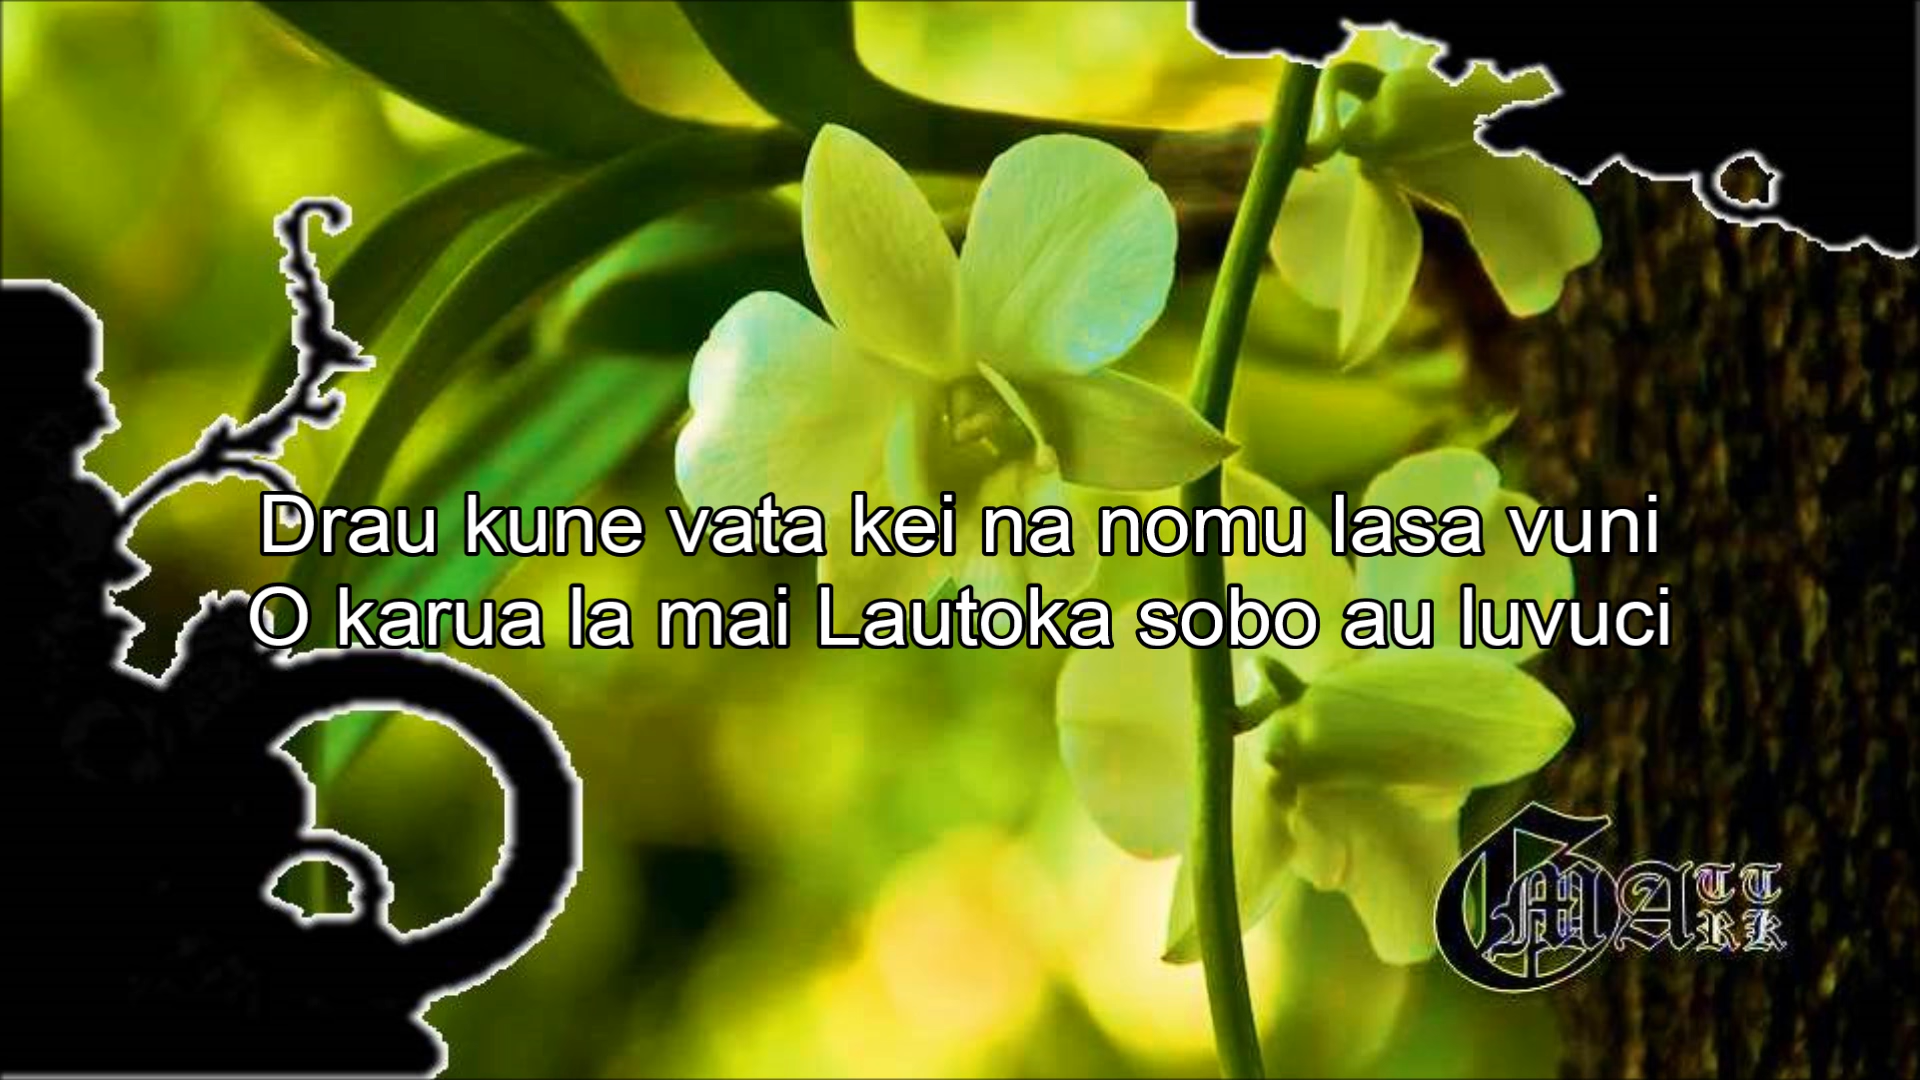 Drau kune vata kei na nomu lasa vuni
O karua la mai Lautoka sobo au luvuci